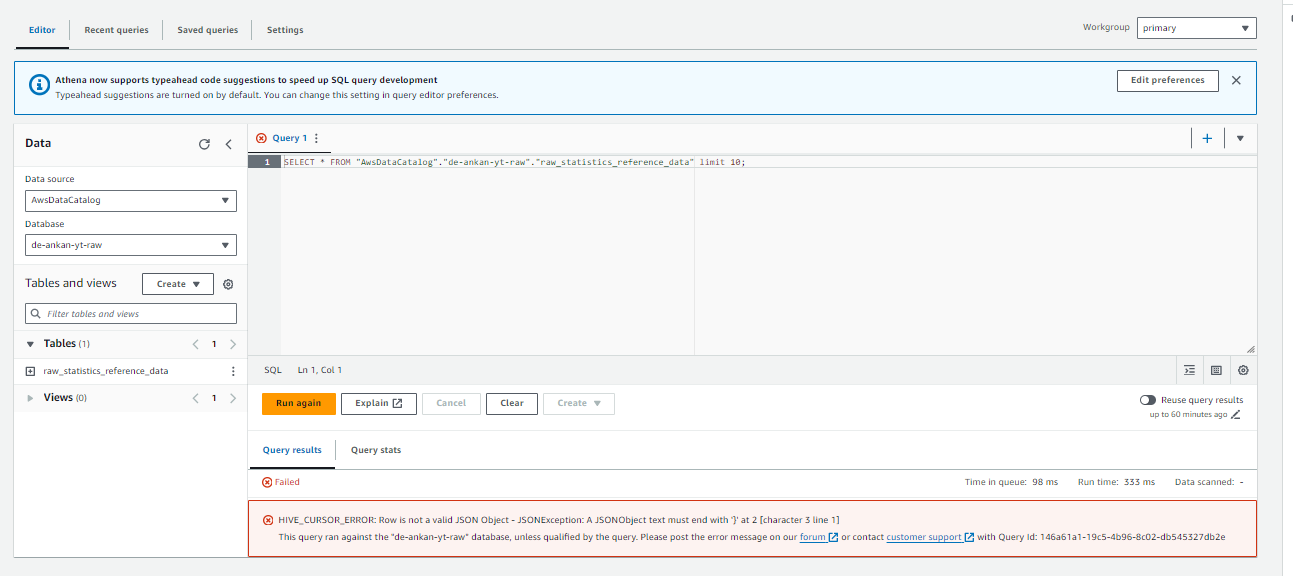 Editor Recent queries Saved queries Settings Workgroup primary
Athena now supports typeahead code suggestions to speed up SQL query development
Typeahead suggestions are turned on by default. You can change this setting in query editor preferences.
Edit preferences
Data
Data source
AwsDataCatalog
Database
de-ankan-yt-raw
Tables and views Create
Filter tables and views
Tables (1) 1
raw_statistics_reference_data
Views (0) 1
Query 1
1 SELECT * FROM "AwsDataCatalog"."de-ankan-yt-raw"."raw_statistics_reference_data" limit 10;
SQL Ln 1, Col 1
Run again Explain Cancel Clear Create
Reuse query results
up to 60 minutes ago
Query results Query stats
Failed Time in queue: 98 ms Run time: 333 ms Data scanned: -
HIVE_CURSOR_ERROR: Row is not a valid JSON Object - JSONException: A JSONObject text must end with '}' at 2 [character 3 line 1]
This query ran against the "de-ankan-yt-raw" database, unless qualified by the query. Please post the error message on our forum or contact customer support with Query Id: 146a61a1-19c5-4b96-8c02-db545327db2e